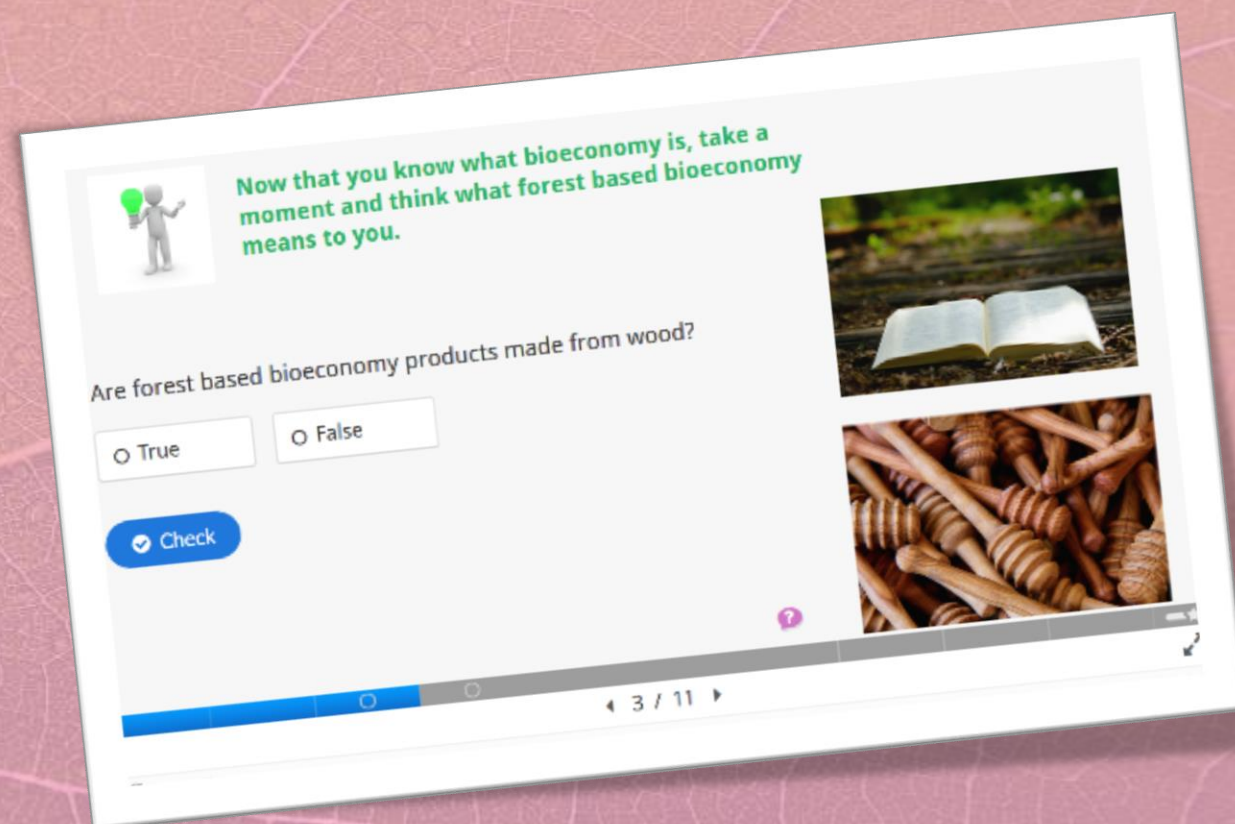 Now that you know what bioeconomy is, take a
moment and think what forest based bioeconomy
means to you.
Are forest based bioeconomy products made from wood?
True
False
Check
?
3 / 11